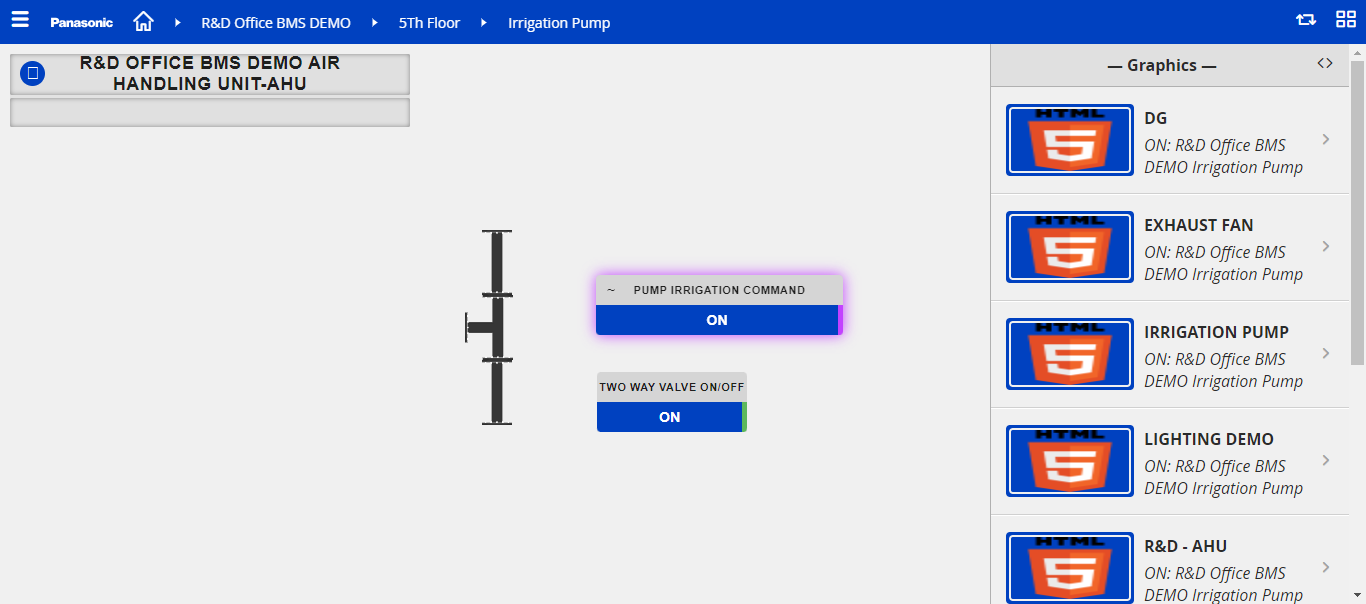 Panasonic
R&D Office BMS DEMO
5Th Floor
Irrigation Pump
R&D OFFICE BMS DEMO AIR
HANDLING UNIT-AHU
~ PUMP IRRIGATION COMMAND
ON
TWO WAY VALVE ON/OFF
ON
— Graphics —
<>
HTML
5
DG
ON: R&D Office BMS
DEMO Irrigation Pump
HTML
5
EXHAUST FAN
ON: R&D Office BMS
DEMO Irrigation Pump
HTML
5
IRRIGATION PUMP
ON: R&D Office BMS
DEMO Irrigation Pump
HTML
5
LIGHTING DEMO
ON: R&D Office BMS
DEMO Irrigation Pump
HTML
5
R&D - AHU
ON: R&D Office BMS
DEMO Irrigation Pump